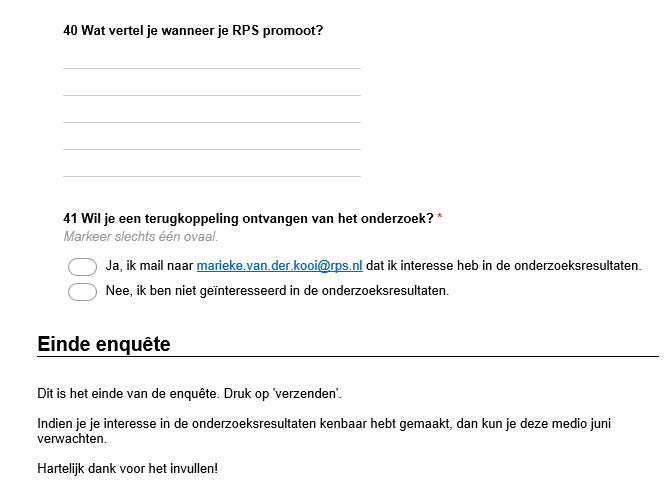 40 Wat vertel je wanneer je RPS promoot?
41 Wil je een terugkoppeling ontvangen van het onderzoek? *
Markeer slechts één ovaal.
Ja, ik mail naar marieke.van.der.kooi@rps.nl dat ik interesse heb in de onderzoeksresultaten.
Nee, ik ben niet geïnteresseerd in de onderzoeksresultaten.
Einde enquête
Dit is het einde van de enquête. Druk op 'verzenden'.
Indien je je interesse in de onderzoeksresultaten kenbaar hebt gemaakt, dan kun je deze medio juni
verwachten.
Hartelijk dank voor het invullen!